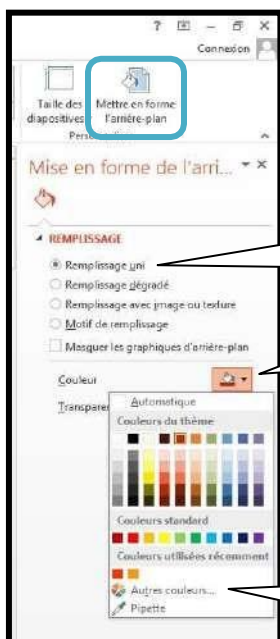 ?
Connexion
Taille des
diapositives
Mettre en forme
l'arrière-plan
Mise en forme de l'arri...
REMPLISSAGE
Remplissage uni
Remplissage dégradé
Remplissage avec image ou texture
Motif de remplissage
Masquer les graphiques d'arrière-plan
Couleur
Automatique
Couleurs du thème
Couleurs standard
Couleurs utilisées récemment
Autres couleurs...
Pipette